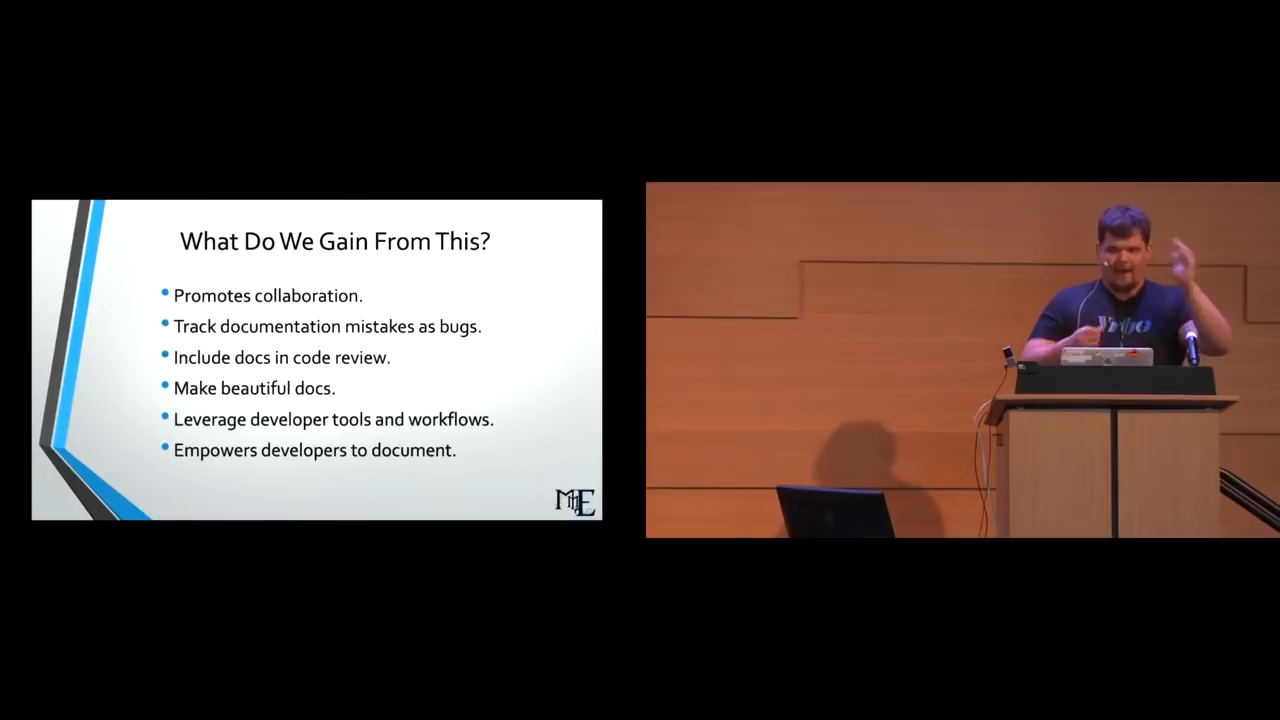 What Do We Gain From This?
Promotes collaboration.
Track documentation mistakes as bugs.
Include docs in code review.
Make beautiful docs.
Leverage developer tools and workflows.
Empowers developers to document.